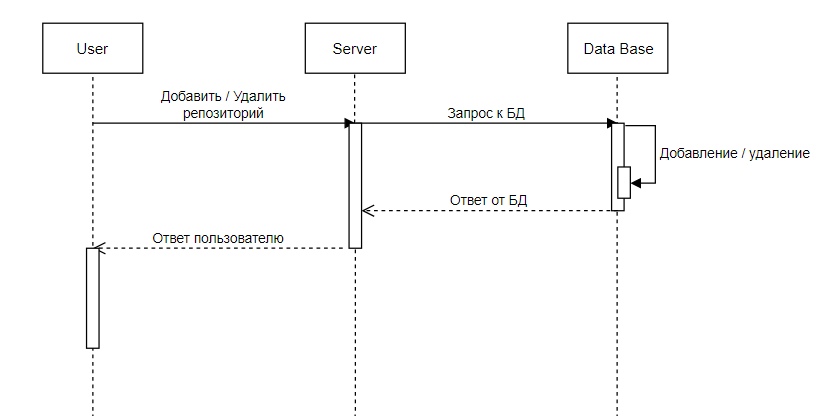 User
Server
Data Base
Добавить / Удалить
репозиторий
Запрос к БД
Добавление / удаление
Ответ от БД
Ответ пользователю